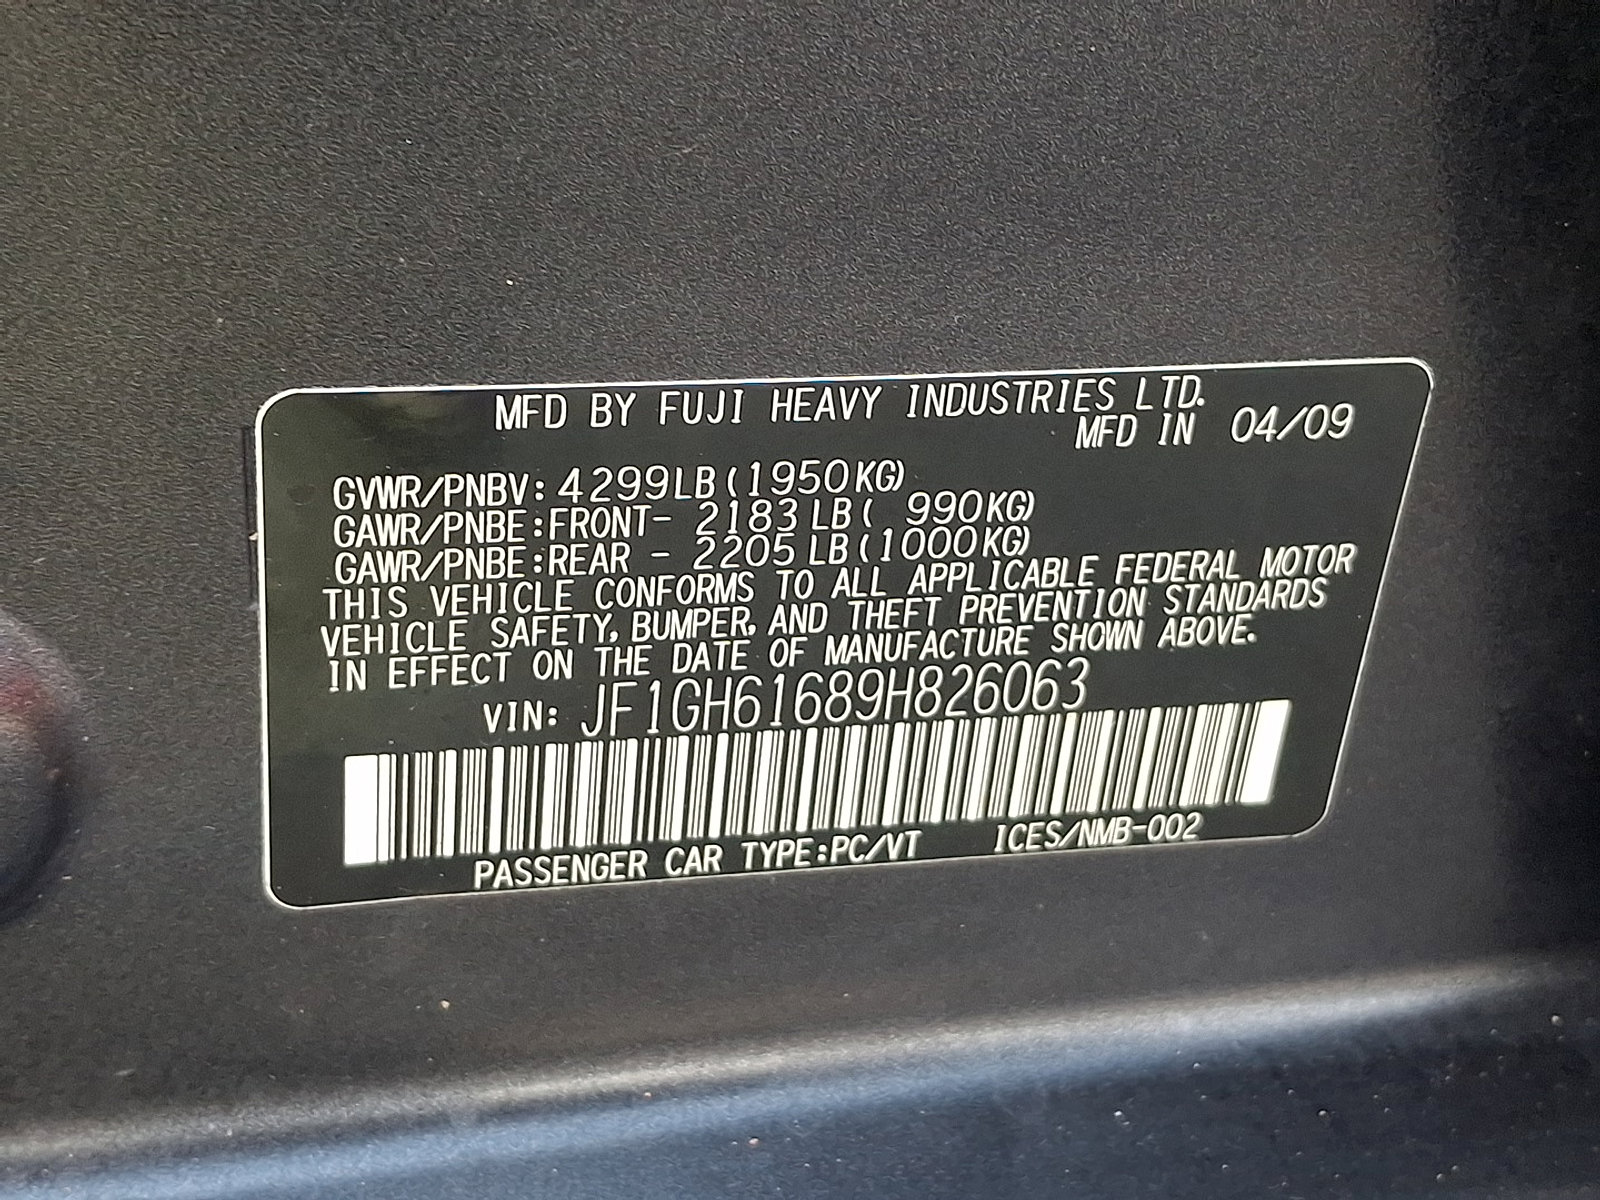 MFD BY FUJI HEAVY INDUSTRIES LTD.
MFD IN 04/09
GVWR/PNBV: 4299LB(1950KG)
GAWR/PNBE:FRONT- 2183LB( 990KG)
GAWR/PNBE:REAR - 2205LB(1000KG)
THIS VEHICLE CONFORMS TO ALL APPLICABLE FEDERAL MOTOR
VEHICLE SAFETY, BUMPER, AND THEFT PREVENTION STANDARDS
IN EFFECT ON THE DATE OF MANUFACTURE SHOWN ABOVE.
VIN: JF1GH61689H826063
PASSENGER CAR TYPE:PC/VT ICES/NMB-002